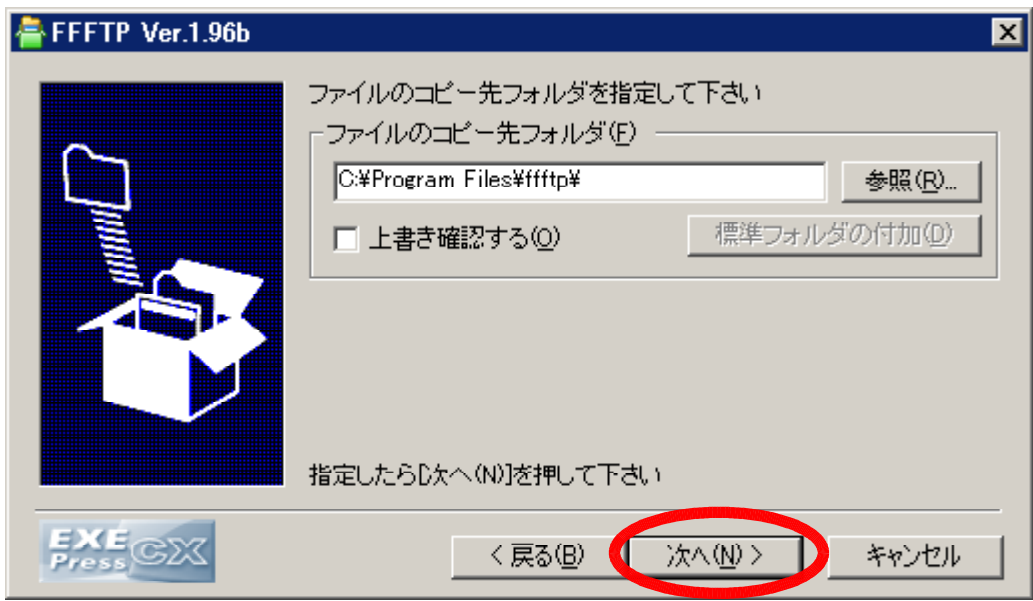 FFFTP Ver.1.96b
ファイルのコピー先フォルダを指定して下さい
ファイルのコピー先フォルダ(F)
C:¥Program Files¥ffftp¥
参照(R)...
上書き確認する(O)
標準フォルダの付加(D)
指定したら[次へ(N)]を押して下さい
EXE
Press CX
< 戻る(B)
次へ(N) >
キャンセル